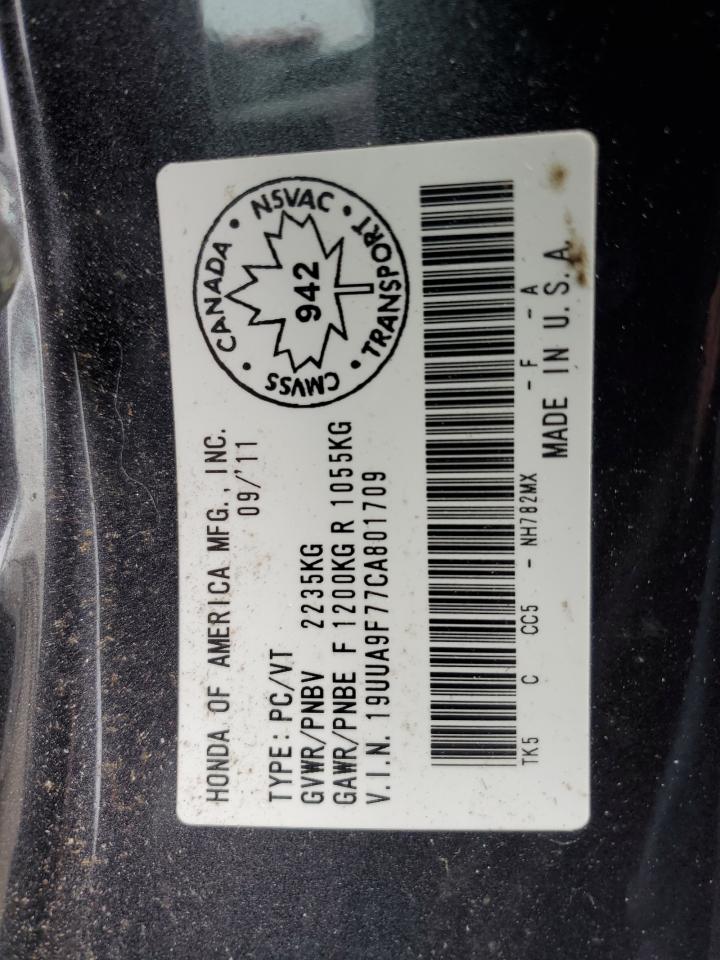 HONDA OF AMERICA MFG., INC.
09/'11
TYPE: PC/VT
GVWR/PNBV 2235KG
GAWR/PNBE F 1200KG R 1055KG
V.I.N. 19UUA9F77CA801709
CANADA • NSVAC • TRANSPORT • CMVSS •
942
TK5 C CC5 - NH782MX - F - A
MADE IN U.S.A.